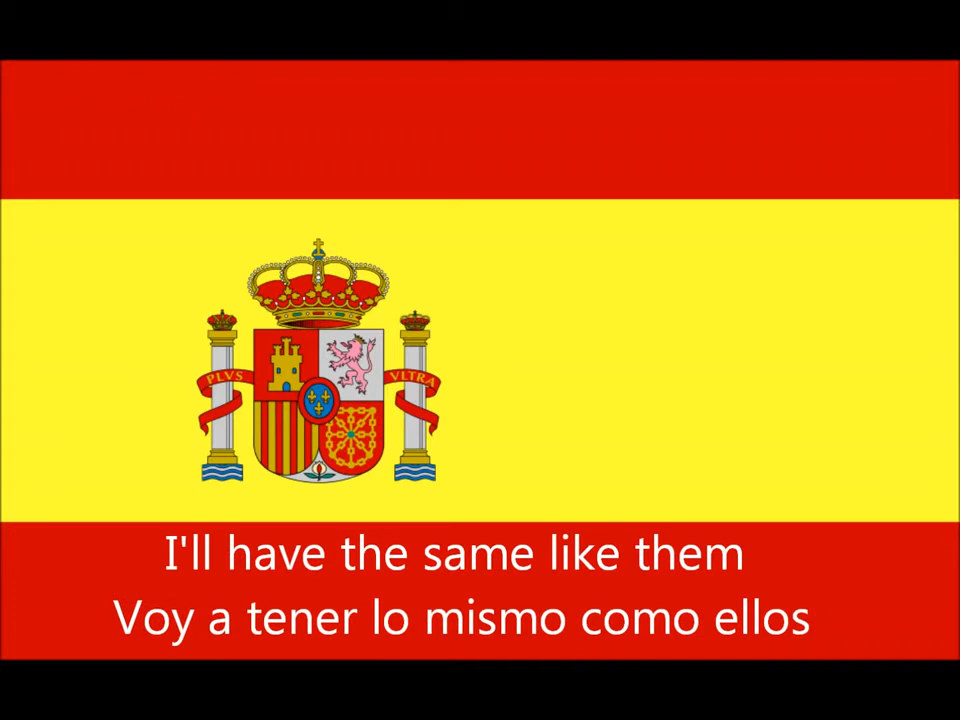 PLVS VLTRA
I'll have the same like them
Voy a tener lo mismo como ellos